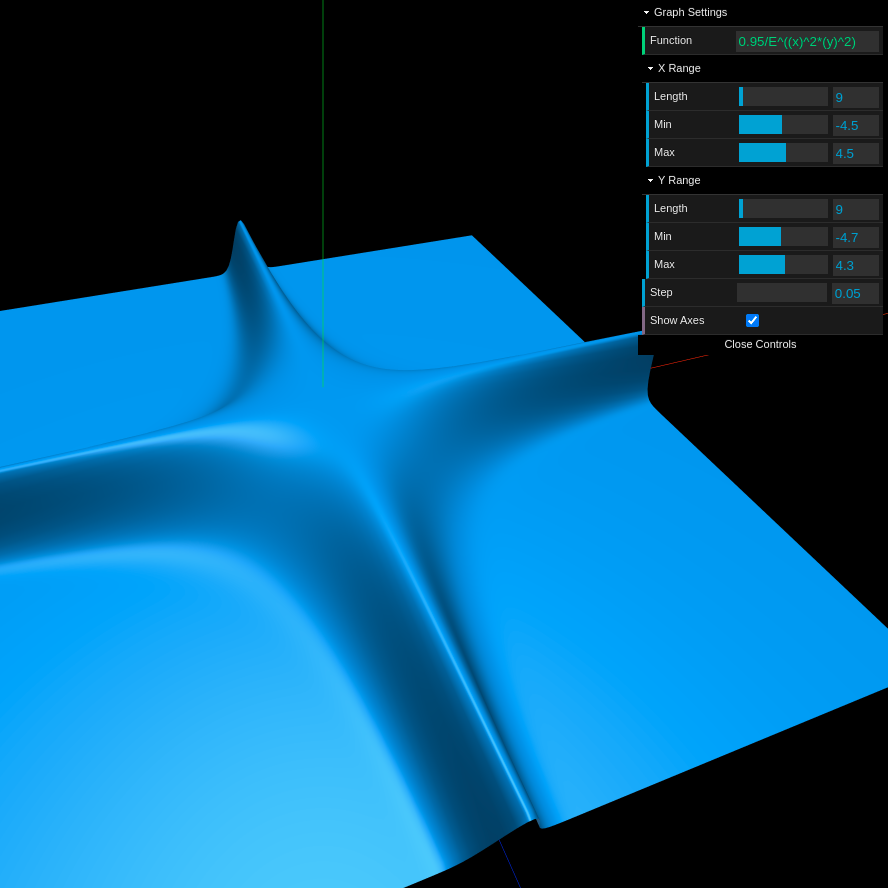 Graph Settings
Function 0.95/E^((x)^2*(y)^2)
X Range
Length 9
Min -4.5
Max 4.5
Y Range
Length 9
Min -4.7
Max 4.3
Step 0.05
Show Axes
Close Controls